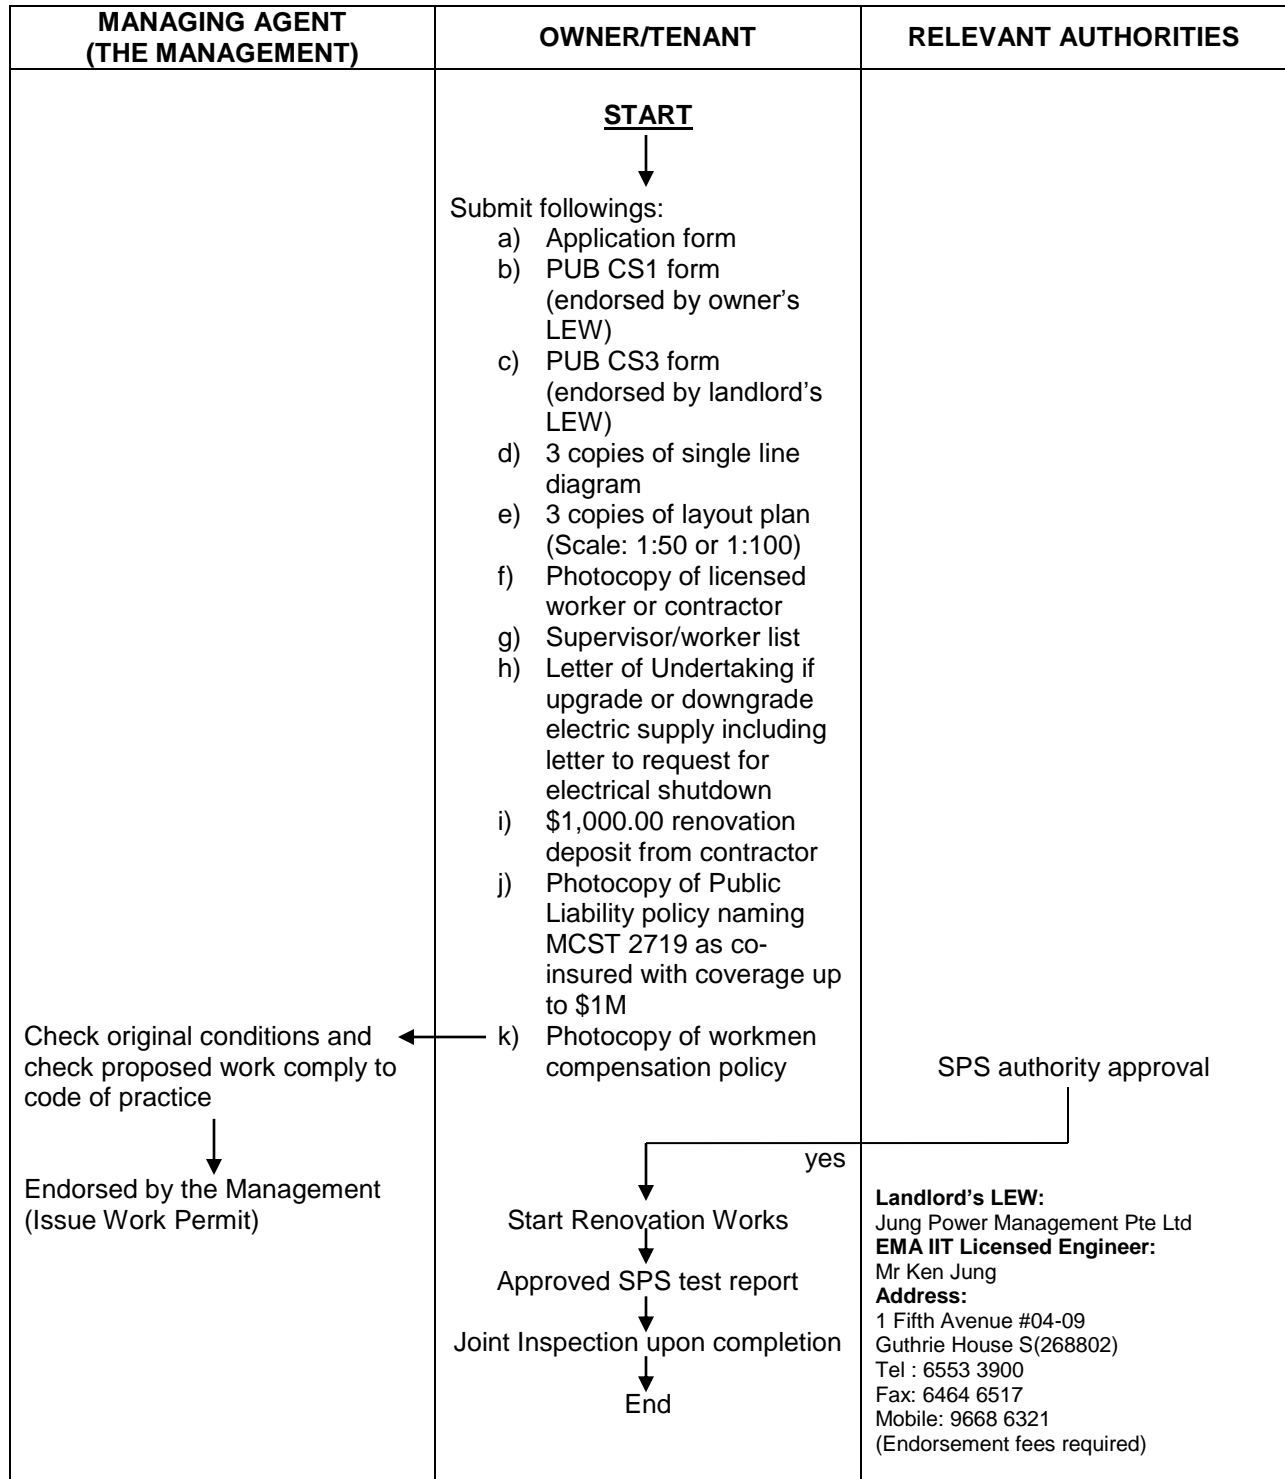 MANAGING AGENT
(THE MANAGEMENT)
OWNER/TENANT
RELEVANT AUTHORITIES
START
Submit followings:
a) Application form
b) PUB CS1 form
(endorsed by owner’s
LEW)
c) PUB CS3 form
(endorsed by landlord’s
LEW)
d) 3 copies of single line
diagram
e) 3 copies of layout plan
(Scale: 1:50 or 1:100)
f) Photocopy of licensed
worker or contractor
g) Supervisor/worker list
h) Letter of Undertaking if
upgrade or downgrade
electric supply including
letter to request for
electrical shutdown
i) $1,000.00 renovation
deposit from contractor
j) Photocopy of Public
Liability policy naming
MCST 2719 as co-
insured with coverage up
to $1M
k) Photocopy of workmen
compensation policy
Check original conditions and
check proposed work comply to
code of practice
Endorsed by the Management
(Issue Work Permit)
SPS authority approval
yes
Start Renovation Works
Approved SPS test report
Joint Inspection upon completion
End
Landlord’s LEW:
Jung Power Management Pte Ltd
EMA IIT Licensed Engineer:
Mr Ken Jung
Address:
1 Fifth Avenue #04-09
Guthrie House S(268802)
Tel : 6553 3900
Fax: 6464 6517
Mobile: 9668 6321
(Endorsement fees required)